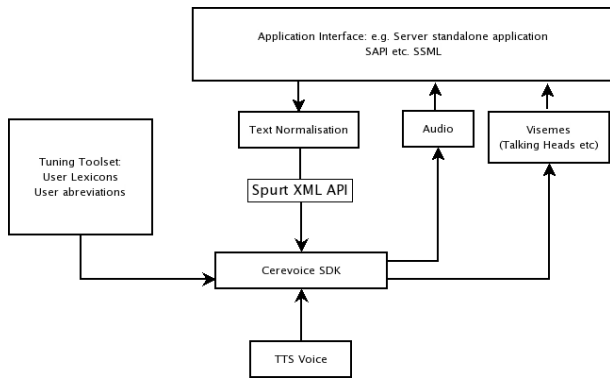 Application Interface: e.g. Server standalone application
SAPI etc. SSML
Text Normalisation
Audio
Visemes
(Talking Heads etc)
Tuning Toolset:
User Lexicons
User abreviations
Spurt XML API
Cerevoice SDK
TTS Voice